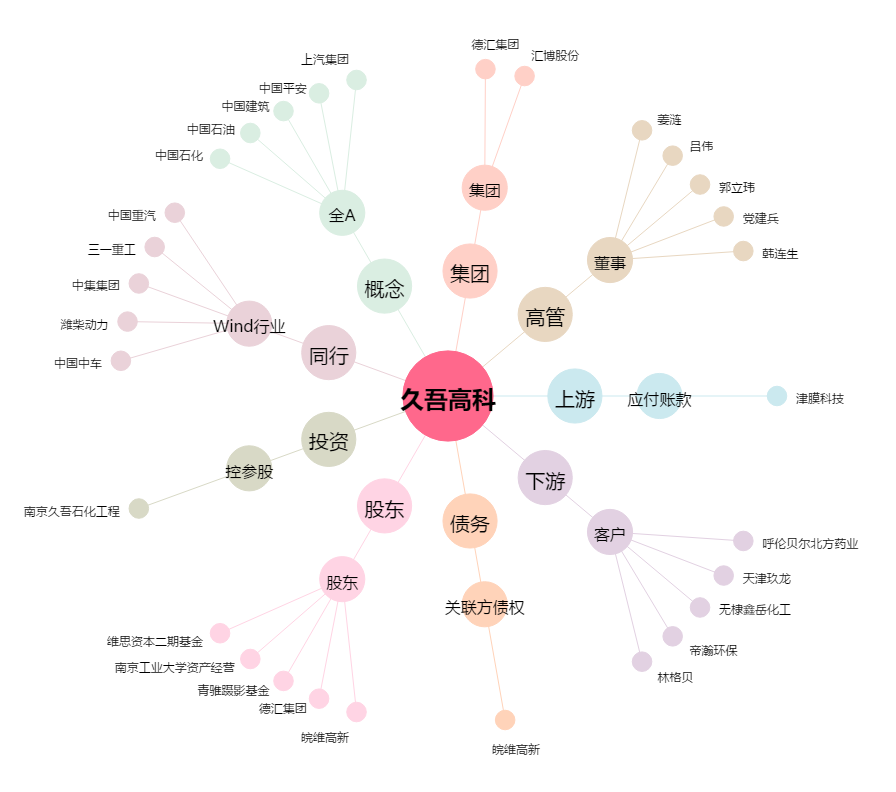 德汇集团
汇博股份
上汽集团
中国平安
中国建筑
中国石油
中国石化
姜涟
吕伟
郭立玮
党建兵
韩连生
集团
全A
中国重汽
三一重工
中集集团
潍柴动力
中国中车
董事
集团
概念
高管
Wind行业
同行
久吾高科
上游
应付账款
津膜科技
投资
控参股
南京久吾石化工程
下游
股东
债务
客户
呼伦贝尔北方药业
天津玖龙
无棣鑫岳化工
帝瀚环保
林格贝
股东
关联方债权
维思资本二期基金
南京工业大学资产经营
青骓蹑影基金
德汇集团
皖维高新
皖维高新